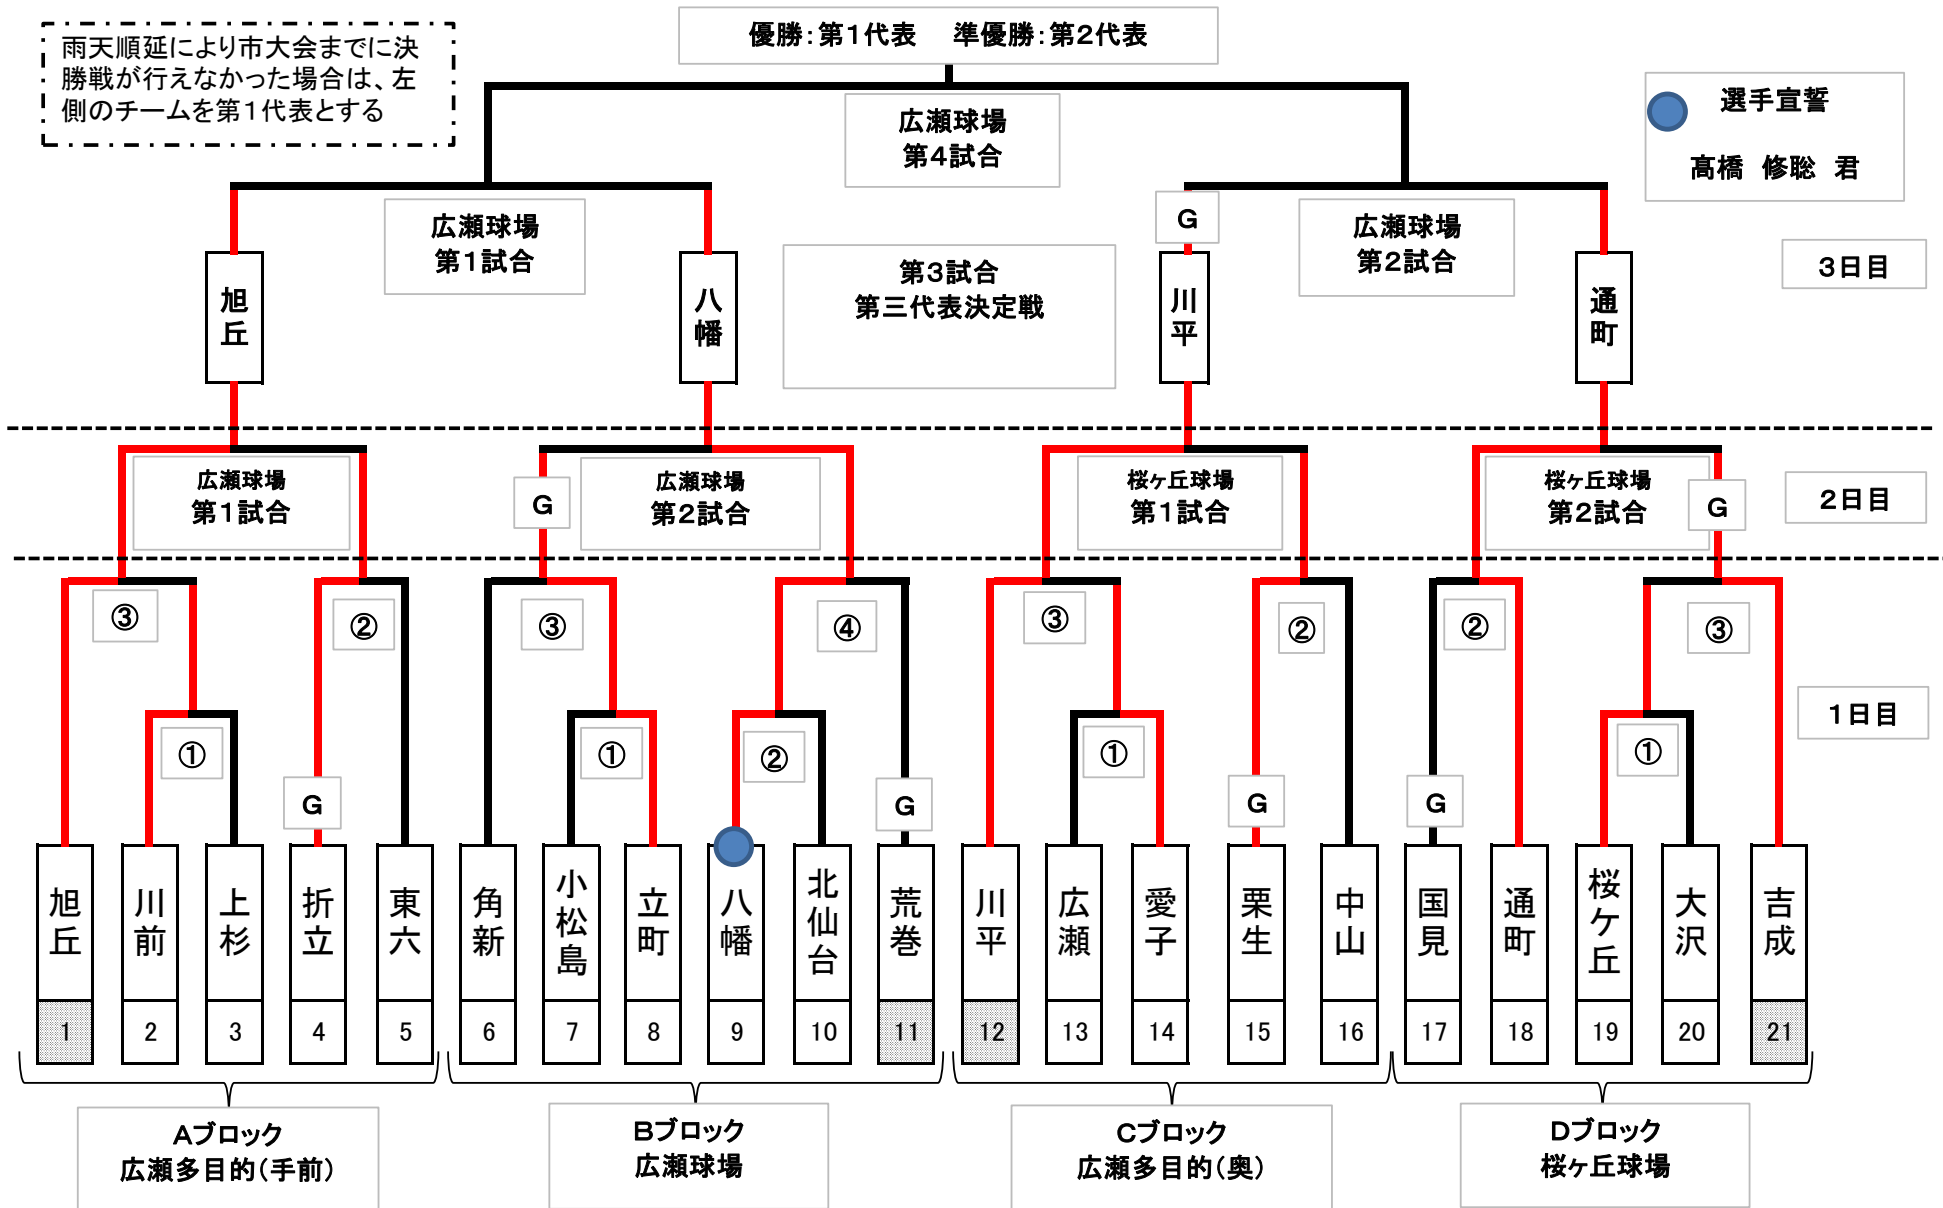 優勝：第１代表　準優勝：第２代表
雨天順延により市大会までに決
勝戦が行えなかった場合は、左
側のチームを第１代表とする
選手宣誓
髙橋　修聡　君
広瀬球場
第４試合
広瀬球場
第１試合
G
広瀬球場
第２試合
第３試合
第三代表決定戦
３日目
旭丘
八幡
川平
通町
広瀬球場
第１試合
G
広瀬球場
第２試合
桜ヶ丘球場
第１試合
桜ヶ丘球場
第２試合
G
２日目
③
②
③
④
③
②
②
③
１日目
①
①
②
①
①
G
G
G
G
旭丘
川前
上杉
折立
東六
角新
小松島
立町
八幡
北仙台
荒巻
川平
広瀬
愛子
栗生
中山
国見
通町
桜ケ丘
大沢
吉成
1
2
3
4
5
6
7
8
9
10
11
12
13
14
15
16
17
18
19
20
21
Aブロック
広瀬多目的（手前）
Bブロック
広瀬球場
Cブロック
広瀬多目的（奥）
Dブロック
桜ヶ丘球場